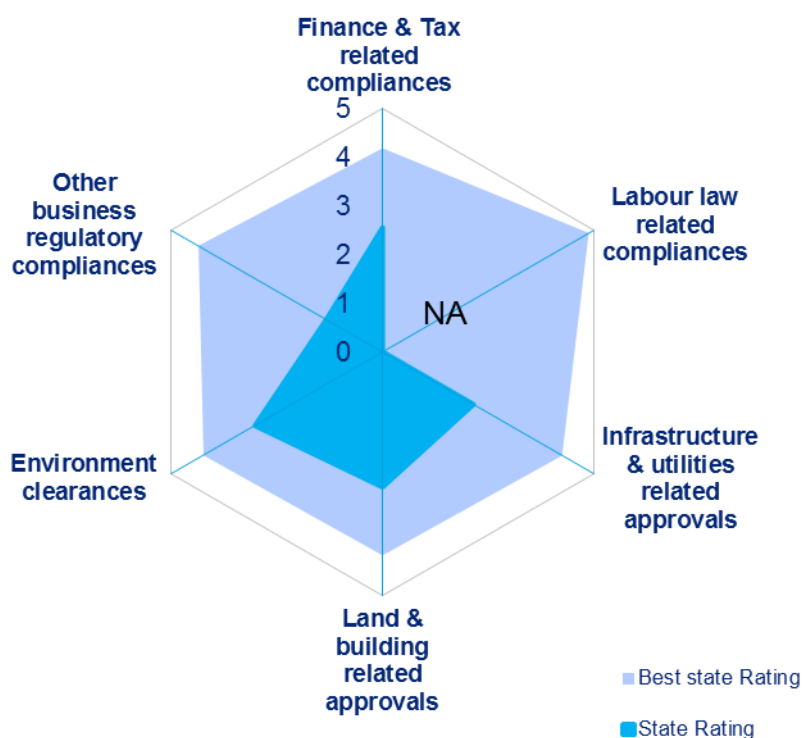 Finance & Tax
related
compliances
5
4
3
2
1
0
NA
Other
business
regulatory
compliances
Labour law
related
compliances
Environment
clearances
Infrastructure
& utilities
related
approvals
Land &
building
related
approvals
Best state Rating
State Rating